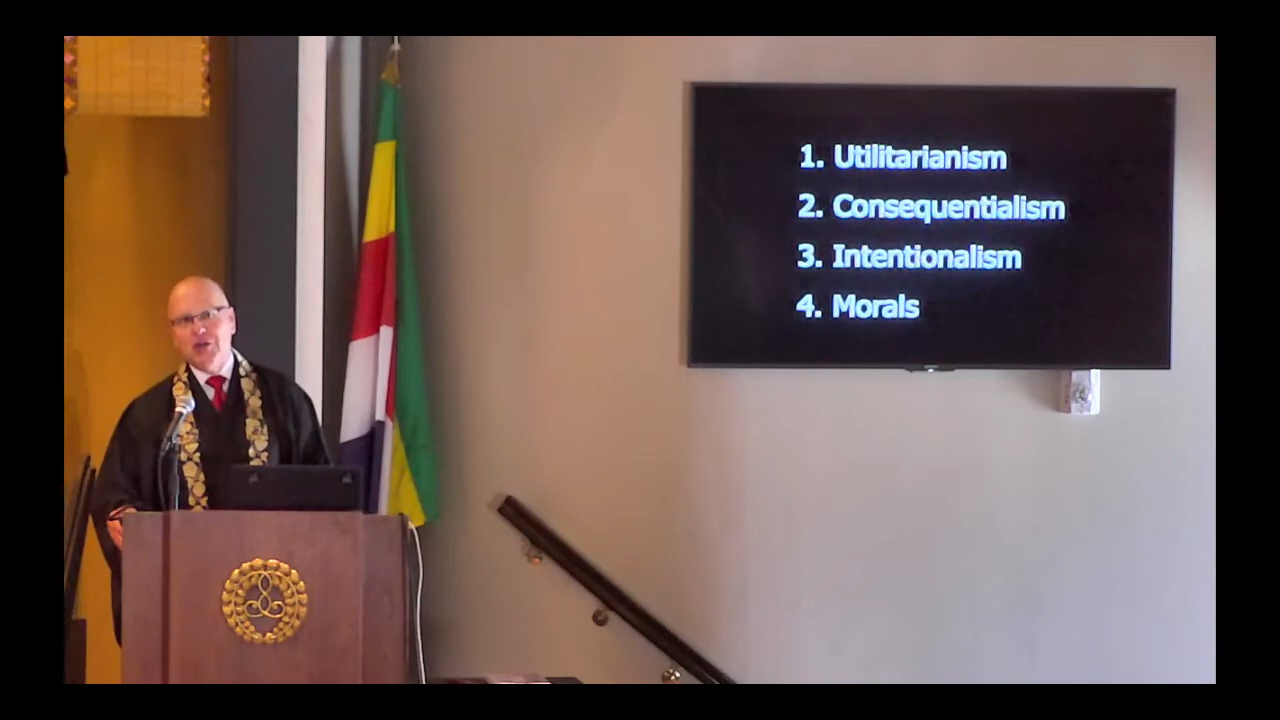 1. Utilitarianism
2. Consequentialism
3. Intentionalism
4. Morals